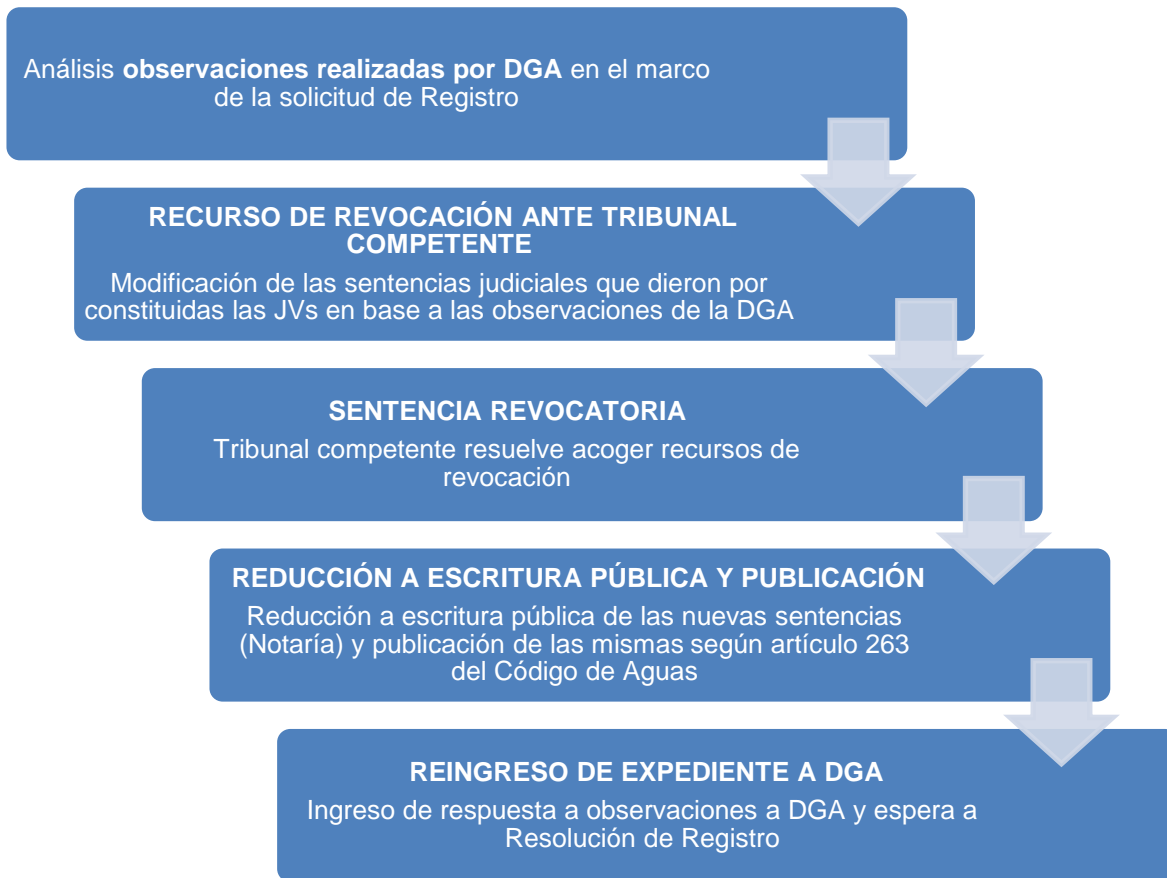 Análisis observaciones realizadas por DGA en el marco
de la solicitud de Registro
RECURSO DE REVOCACIÓN ANTE TRIBUNAL
COMPETENTE
Modificación de las sentencias judiciales que dieron por
constituidas las JVs en base a las observaciones de la DGA
SENTENCIA REVOCATORIA
Tribunal competente resuelve acoger recursos de
revocación
REDUCCIÓN A ESCRITURA PÚBLICA Y PUBLICACIÓN
Reducción a escritura pública de las nuevas sentencias
(Notaría) y publicación de las mismas según artículo 263
del Código de Aguas
REINGRESO DE EXPEDIENTE A DGA
Ingreso de respuesta a observaciones a DGA y espera a
Resolución de Registro